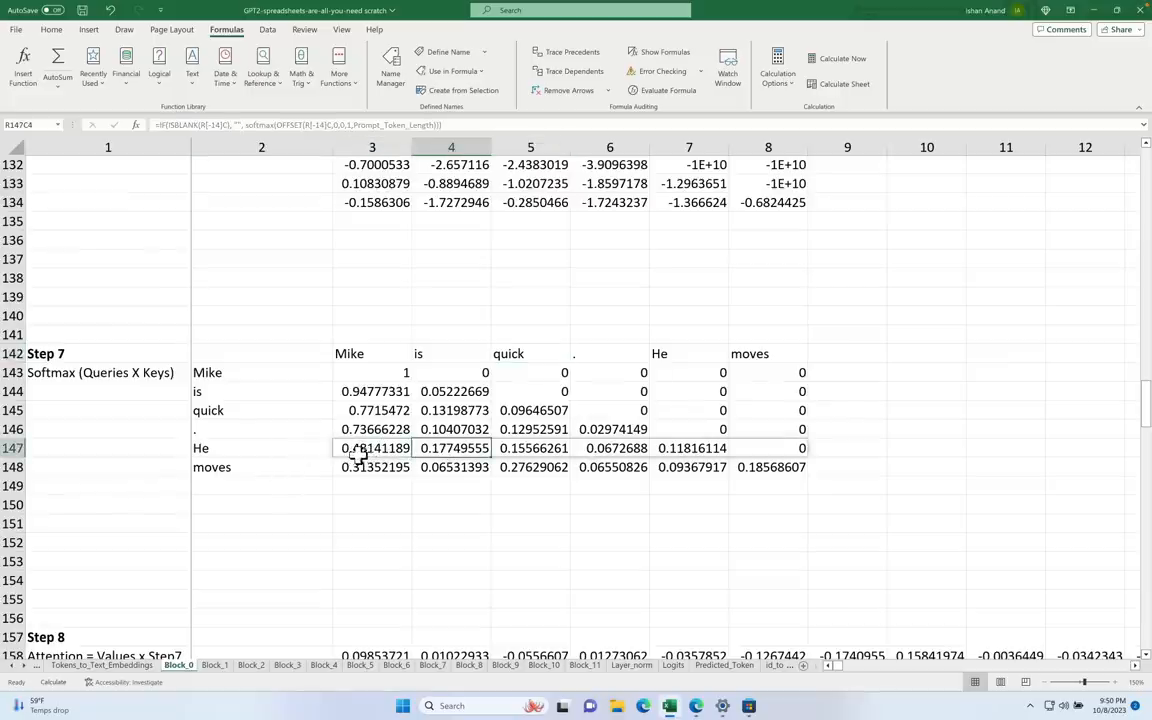 AutoSave Off GPT2-spreadsheets-are-all-you-need scratch Search Ishan Anand IA
File Home Insert Draw Page Layout Formulas Data Review View Help Comments Share
Insert Function AutoSum Recently Used Financial Logical Text Date & Time Lookup & Reference Math & Trig More Functions Name Manager Define Name Use in Formula Create from Selection Trace Precedents Trace Dependents Remove Arrows Show Formulas Error Checking Evaluate Formula Watch Window Calculation Options Calculate Now Calculate Sheet
Function Library Defined Names Formula Auditing Calculation
R147C4 fx =IF(ISBLANK(R[-14]C), "", softmax(OFFSET(R[-14]C,0,0,1,Prompt_Token_Length)))
1 2 3 4 5 6 7 8 9 10 11 12
132 -0.7000533 -2.657116 -2.4383019 -3.9096398 -1E+10 -1E+10
133 0.10830879 -0.8894689 -1.0207235 -1.8597178 -1.2963651 -1E+10
134 -0.1586306 -1.7272946 -0.2850466 -1.7243237 -1.366624 -0.6824425
135
136
137
138
139
140
141
142 Step 7 Mike is quick . He moves
143 Softmax (Queries X Keys) Mike 1 0 0 0 0 0
144 is 0.94777331 0.05222669 0 0 0 0
145 quick 0.7715472 0.13198773 0.09646507 0 0 0
146 . 0.73666228 0.10407032 0.12952591 0.02974149 0 0
147 He 0.48141189 0.17749555 0.15566261 0.0672688 0.11816114 0
148 moves 0.31352195 0.06531393 0.27629062 0.06550826 0.09367917 0.18568607
149
150
151
152
153
154
155
156
157 Step 8
158 Attention = Values x Step7 0.09853721 0.01022933 -0.0556607 0.01273062 -0.0357852 -0.1267442 -0.1740955 0.15841974 -0.0036449 -0.0342343
... Tokens_to_Text_Embeddings Block_0 Block_1 Block_2 Block_3 Block_4 Block_5 Block_6 Block_7 Block_8 Block_9 Block_10 Block_11 Layer_norm Logits Predicted_Token id_to ...
Ready Calculate Accessibility: Investigate 150%
59°F
Temps drop
Search
9:50 PM
10/8/2023